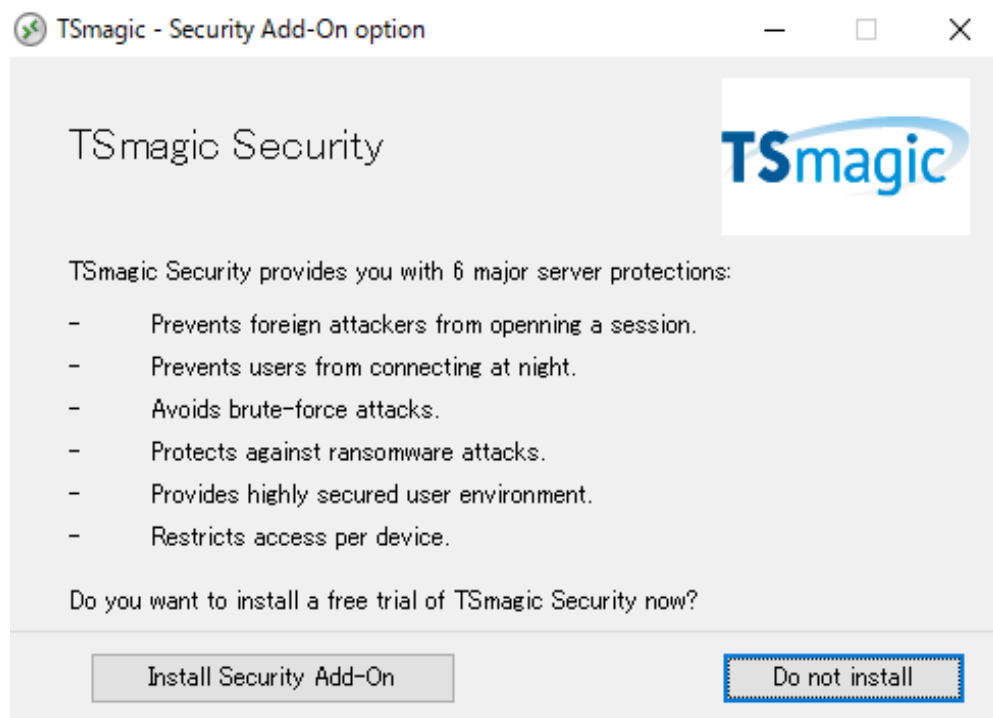 TSmagic - Security Add-On option
TSmagic Security
TSmagic
TSmagic Security provides you with 6 major server protections:
- Prevents foreign attackers from openning a session.
- Prevents users from connecting at night.
- Avoids brute-force attacks.
- Protects against ransomware attacks.
- Provides highly secured user environment.
- Restricts access per device.
Do you want to install a free trial of TSmagic Security now?
Install Security Add-On
Do not install